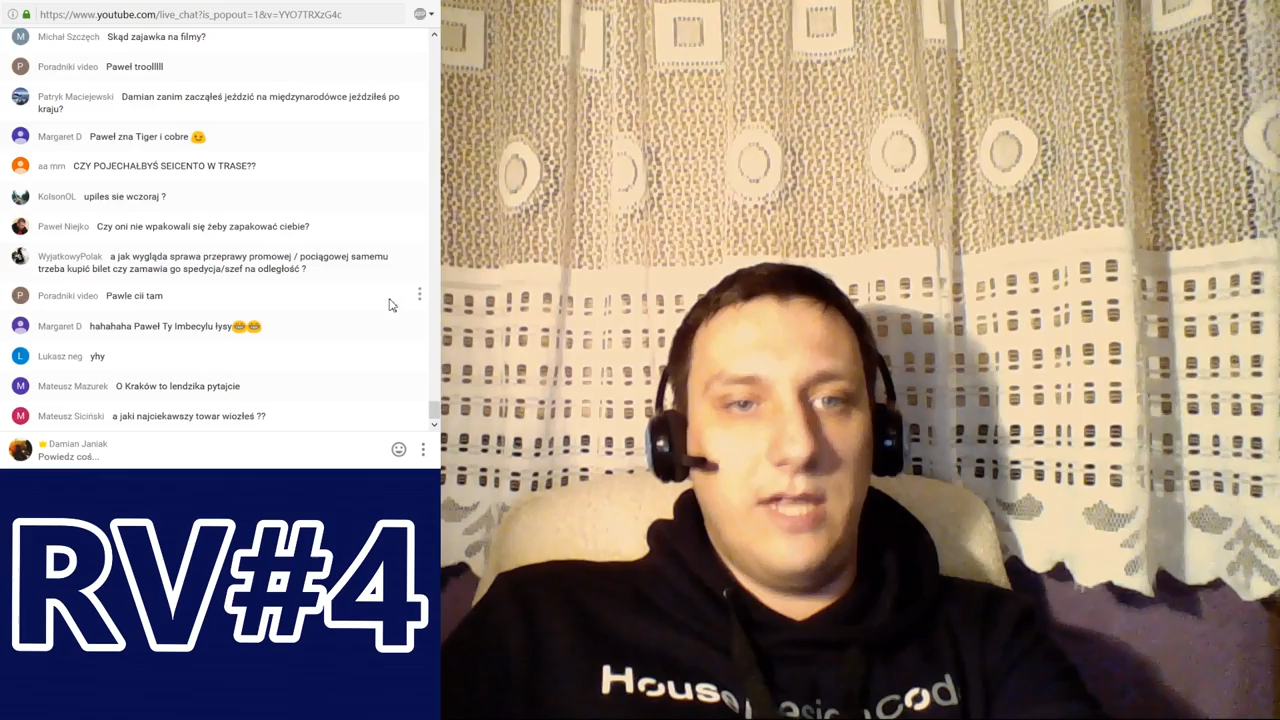 https://www.youtube.com/live_chat?is_popout=1&v=YYO7TRXzG4c
M Michał Szczęch Skąd zajawka na filmy?
P Poradniki video Paweł troolllll
Patryk Maciejewski Damian zanim zacząłeś jeździć na międzynarodówce jeździłeś po
kraju?
Margaret D Paweł zna Tiger i cobre 😉
aa mm CZY POJECHAŁBYŚ SEICENTO W TRASE??
KolsonOL upiles sie wczoraj ?
Paweł Niejko Czy oni nie wpakowali się żeby zapakować ciebie?
WyjatkowyPolak a jak wygląda sprawa przeprawy promowej / pociągowej samemu
trzeba kupić bilet czy zamawia go spedycja/szef na odległość ?
P Poradniki video Pawle cii tam
Margaret D hahahaha Paweł Ty Imbecylu łysy😂😂
L Lukasz neg yhy
M Mateusz Mazurek O Kraków to lendzika pytajcie
M Mateusz Siciński a jaki najciekawszy towar wiozłeś ??
Damian Janiak
Powiedz coś...
RV#4
House